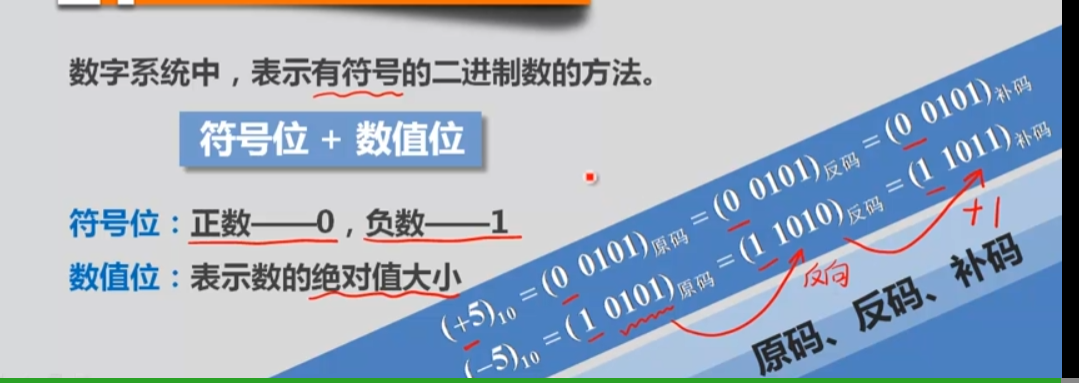 数字系统中，表示有符号的二进制数的方法。
符号位 + 数值位
符号位：正数——0，负数——1
数值位：表示数的绝对值大小
(+5)₁₀ = (0 0101)原码 = (0 0101)反码 = (0 0101)补码
(−5)₁₀ = (1 0101)原码 = (1 1010)反码 = (1 1011)补码
反向
+1
原码、反码、补码